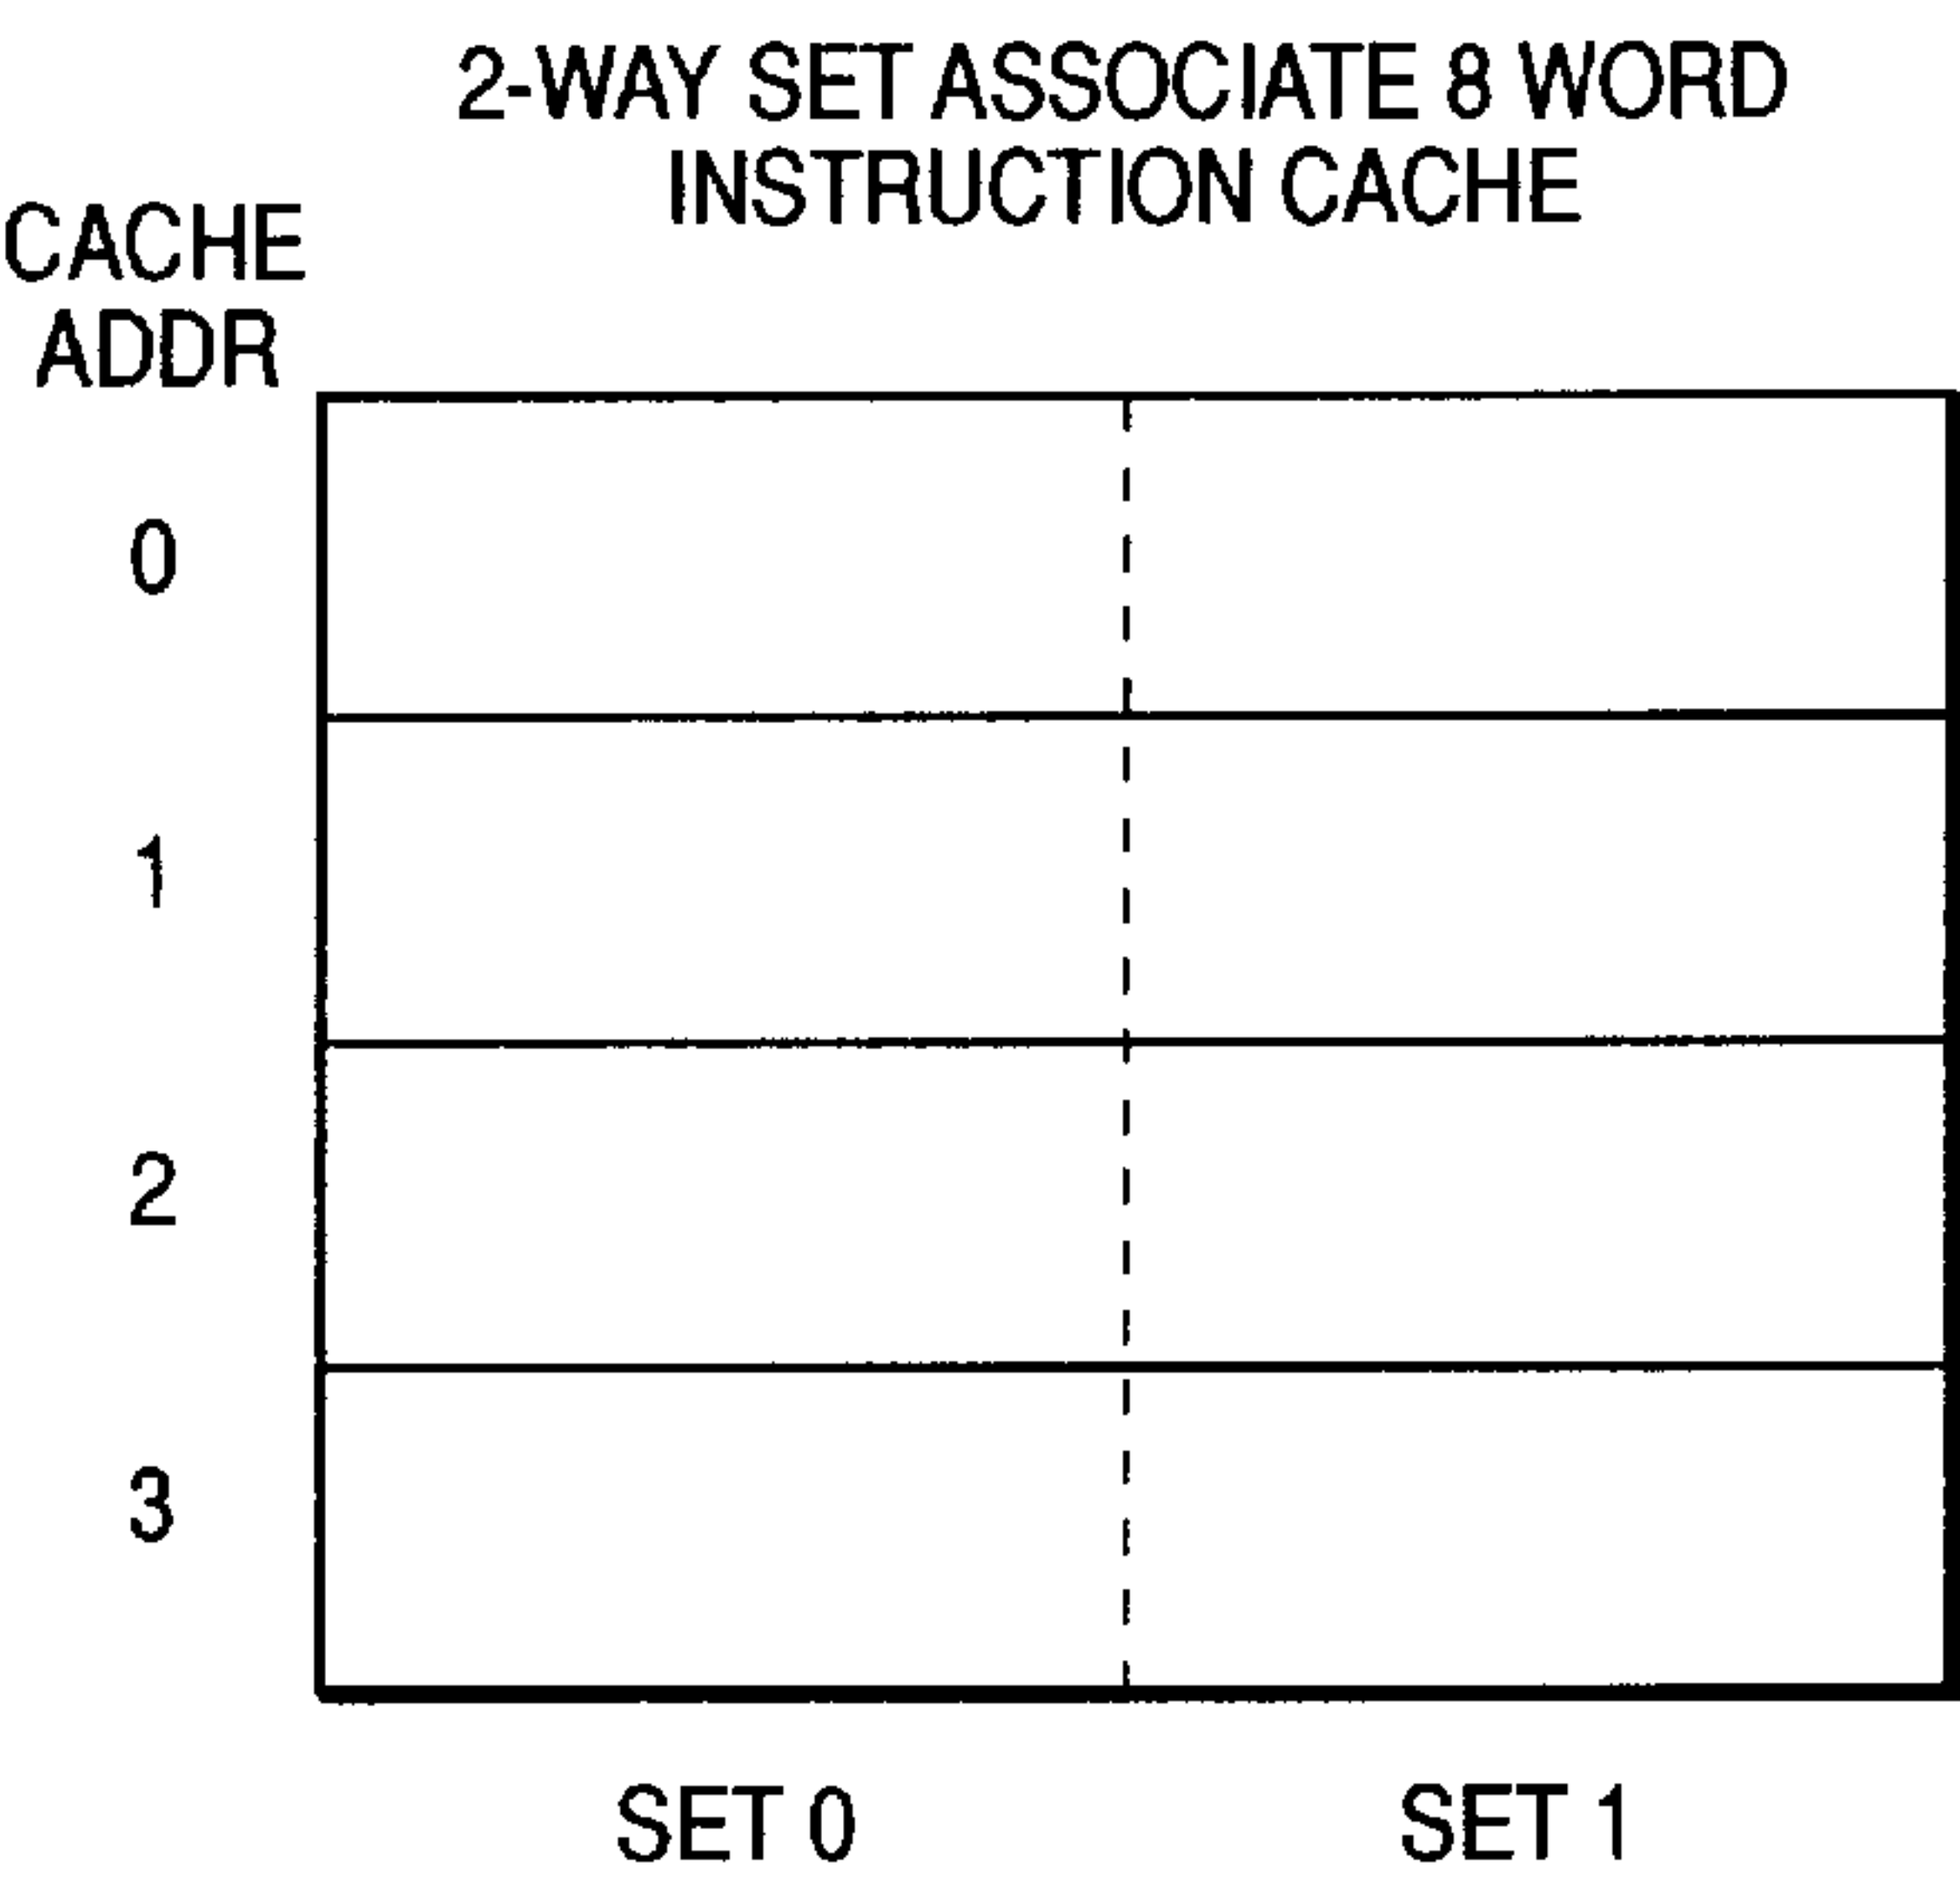 2-WAY SET ASSOCIATE 8 WORD
INSTRUCTION CACHE
CACHE
ADDR
0
1
2
3
SET 0
SET 1